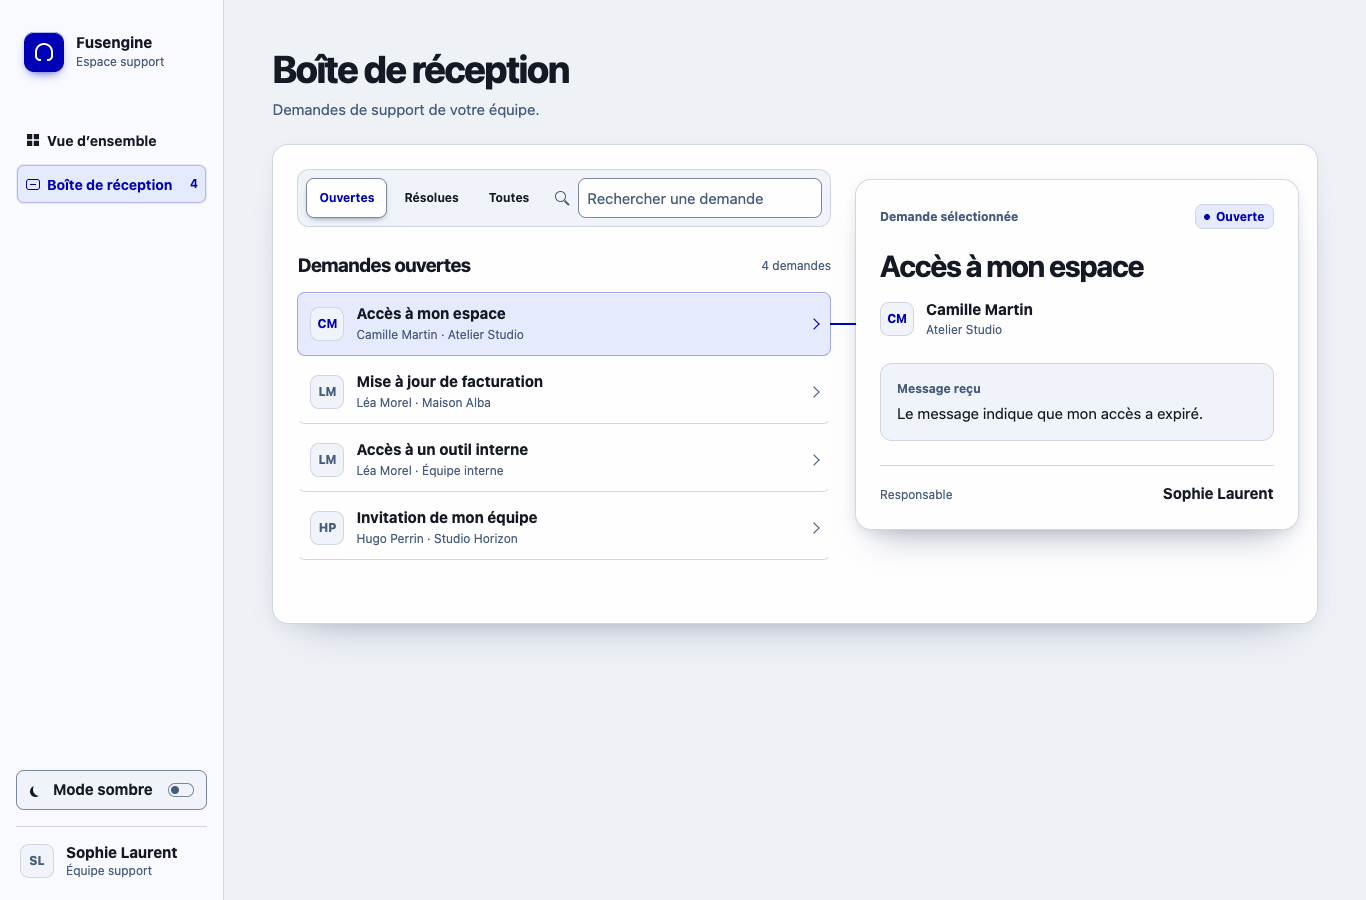 Fusengine
Espace support
Vue d’ensemble
Boîte de réception 4
Mode sombre
SL
Sophie Laurent
Équipe support
Boîte de réception
Demandes de support de votre équipe.
Ouvertes Résolues Toutes Rechercher une demande
Demandes ouvertes 4 demandes
CM
Accès à mon espace
Camille Martin · Atelier Studio
LM
Mise à jour de facturation
Léa Morel · Maison Alba
LM
Accès à un outil interne
Léa Morel · Équipe interne
HP
Invitation de mon équipe
Hugo Perrin · Studio Horizon
Demande sélectionnée Ouverte
Accès à mon espace
CM
Camille Martin
Atelier Studio
Message reçu
Le message indique que mon accès a expiré.
Responsable Sophie Laurent